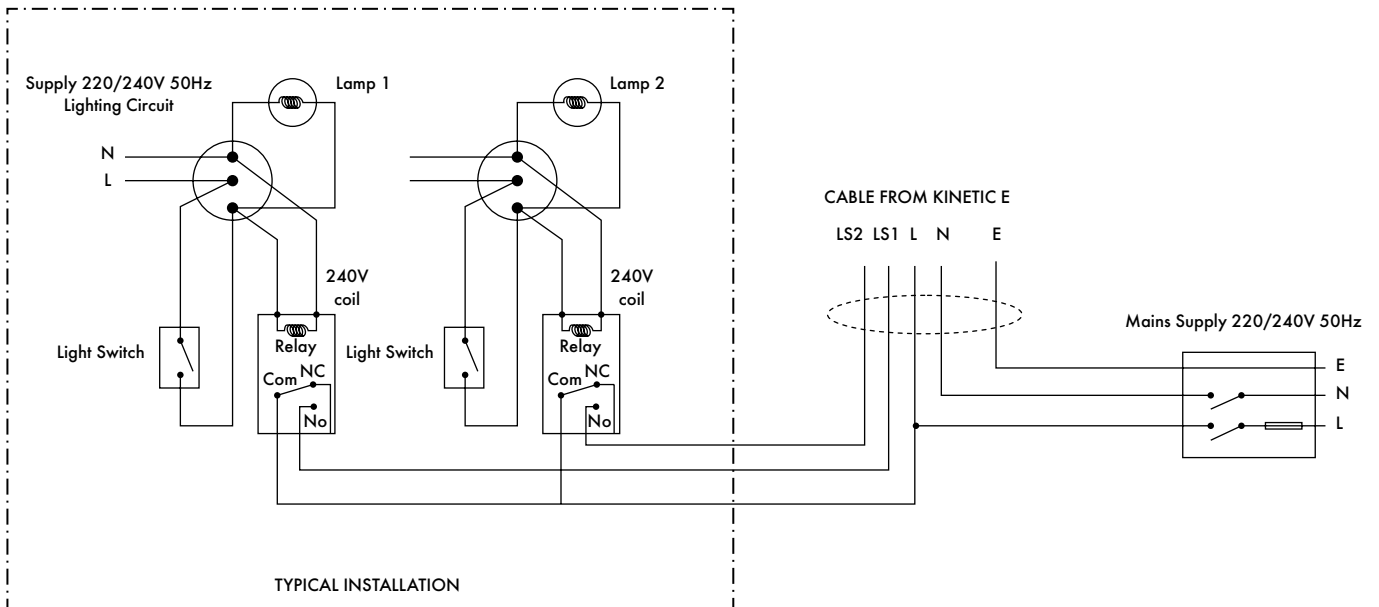 Supply 220/240V 50Hz
Lighting Circuit
Lamp 1
Lamp 2
N
L
CABLE FROM KINETIC E
LS2 LS1 L N E
240V
coil
240V
coil
Mains Supply 220/240V 50Hz
Light Switch
Relay
Light Switch
Relay
Com NC
No
Com NC
No
E
N
L
TYPICAL INSTALLATION